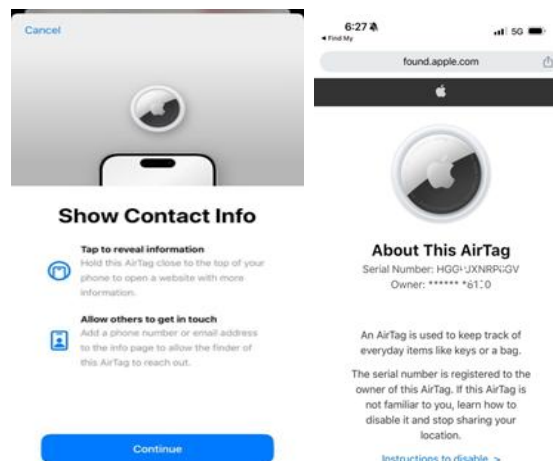 Cancel
Show Contact Info
Tap to reveal information
Hold this AirTag close to the top of your
phone to open a website with more
information.
Allow others to get in touch
Add a phone number or email address
to the info page to allow the finder of
this AirTag to reach out.
Continue
6:27
Find My
5G
found.apple.com
About This AirTag
Serial Number:
Owner: ****** *
An AirTag is used to keep track of
everyday items like keys or a bag.
The serial number is registered to the
owner of this AirTag. If this AirTag is
not familiar to you, learn how to
disable it and stop sharing your
location.
Instructions to disable >